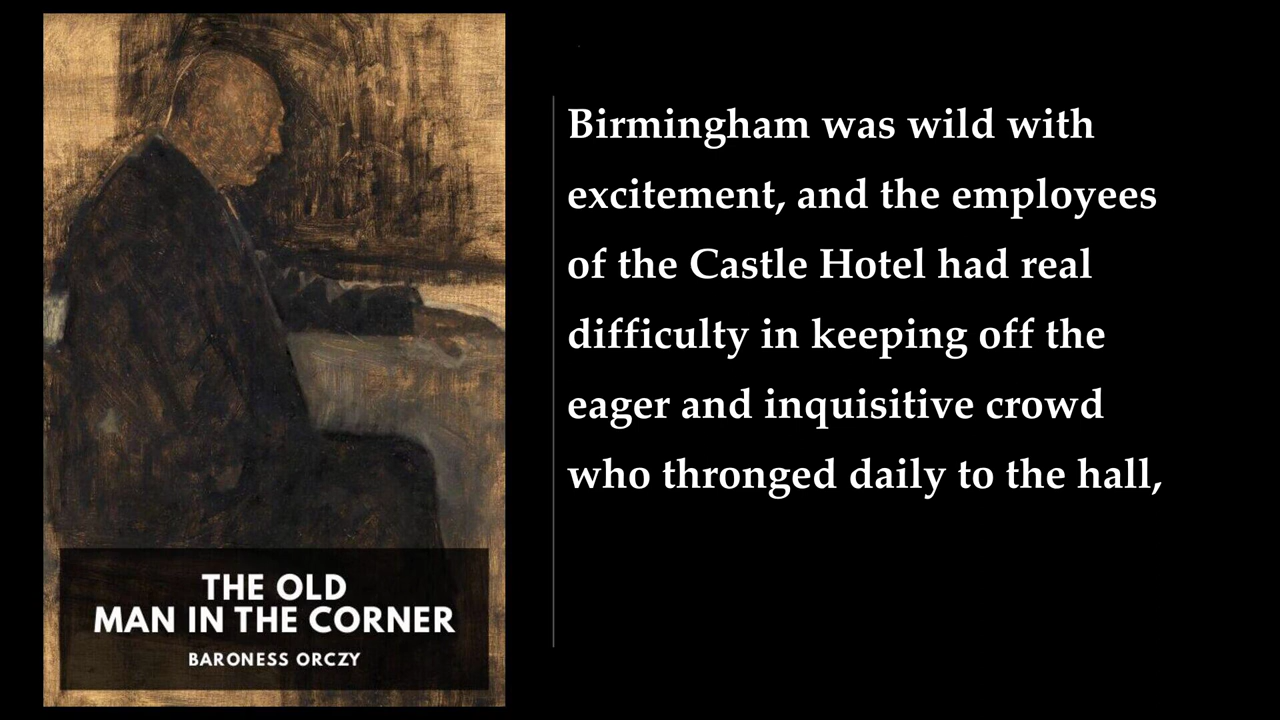 Birmingham was wild with
excitement, and the employees
of the Castle Hotel had real
difficulty in keeping off the
eager and inquisitive crowd
who thronged daily to the hall,
THE OLD
MAN IN THE CORNER
BARONESS ORCZY